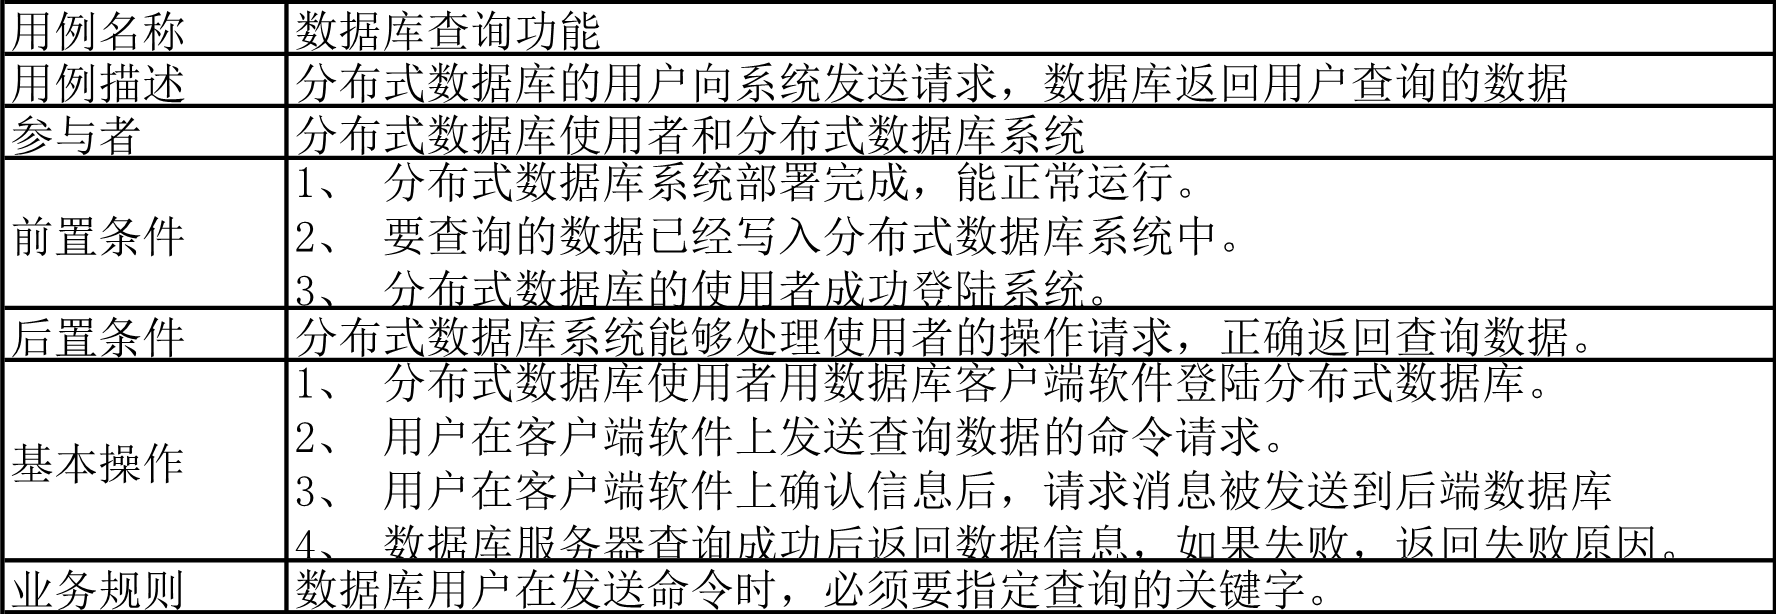 用例名称 数据库查询功能
用例描述 分布式数据库的用户向系统发送请求，数据库返回用户查询的数据
参与者 分布式数据库使用者和分布式数据库系统
前置条件
1、 分布式数据库系统部署完成，能正常运行。
2、 要查询的数据已经写入分布式数据库系统中。
3、 分布式数据库的使用者成功登陆系统。
后置条件 分布式数据库系统能够处理使用者的操作请求，正确返回查询数据。
基本操作
1、 分布式数据库使用者用数据库客户端软件登陆分布式数据库。
2、 用户在客户端软件上发送查询数据的命令请求。
3、 用户在客户端软件上确认信息后，请求消息被发送到后端数据库
4、 数据库服务器查询成功后返回数据信息，如果失败，返回失败原因。
业务规则 数据库用户在发送命令时，必须要指定查询的关键字。